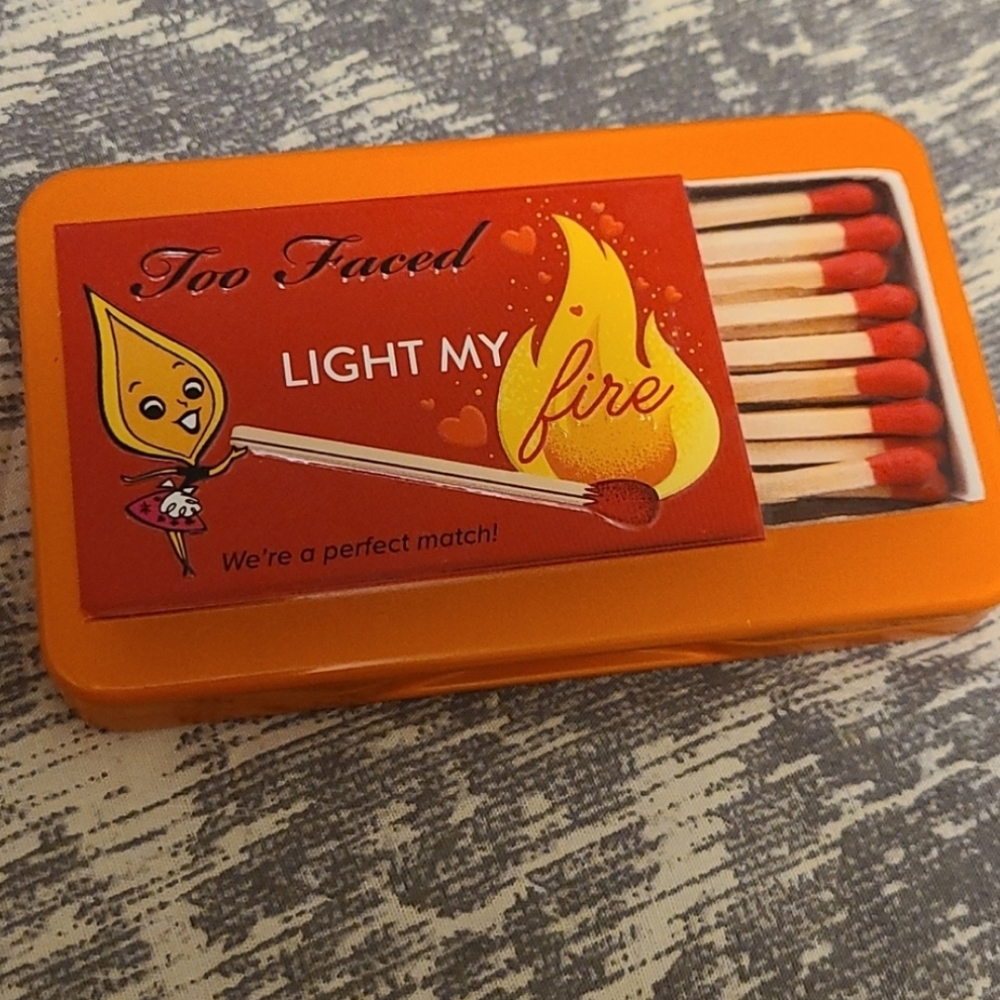 Too Faced
LIGHT MY fire
We're a perfect match!